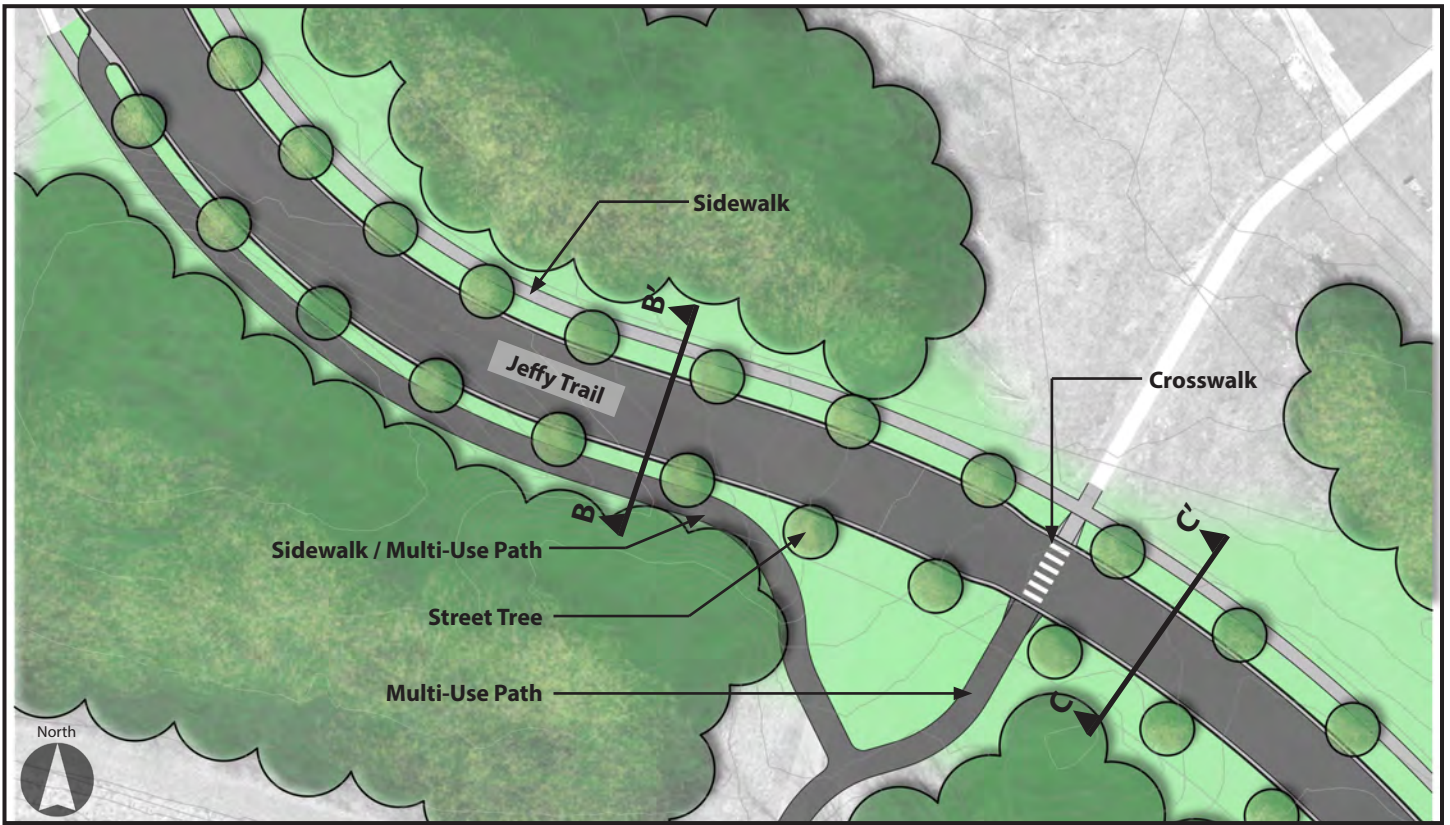 Sidewalk
B'
Jeffy Trail
Crosswalk
B
C'
Sidewalk / Multi-Use Path
Street Tree
Multi-Use Path
C
North